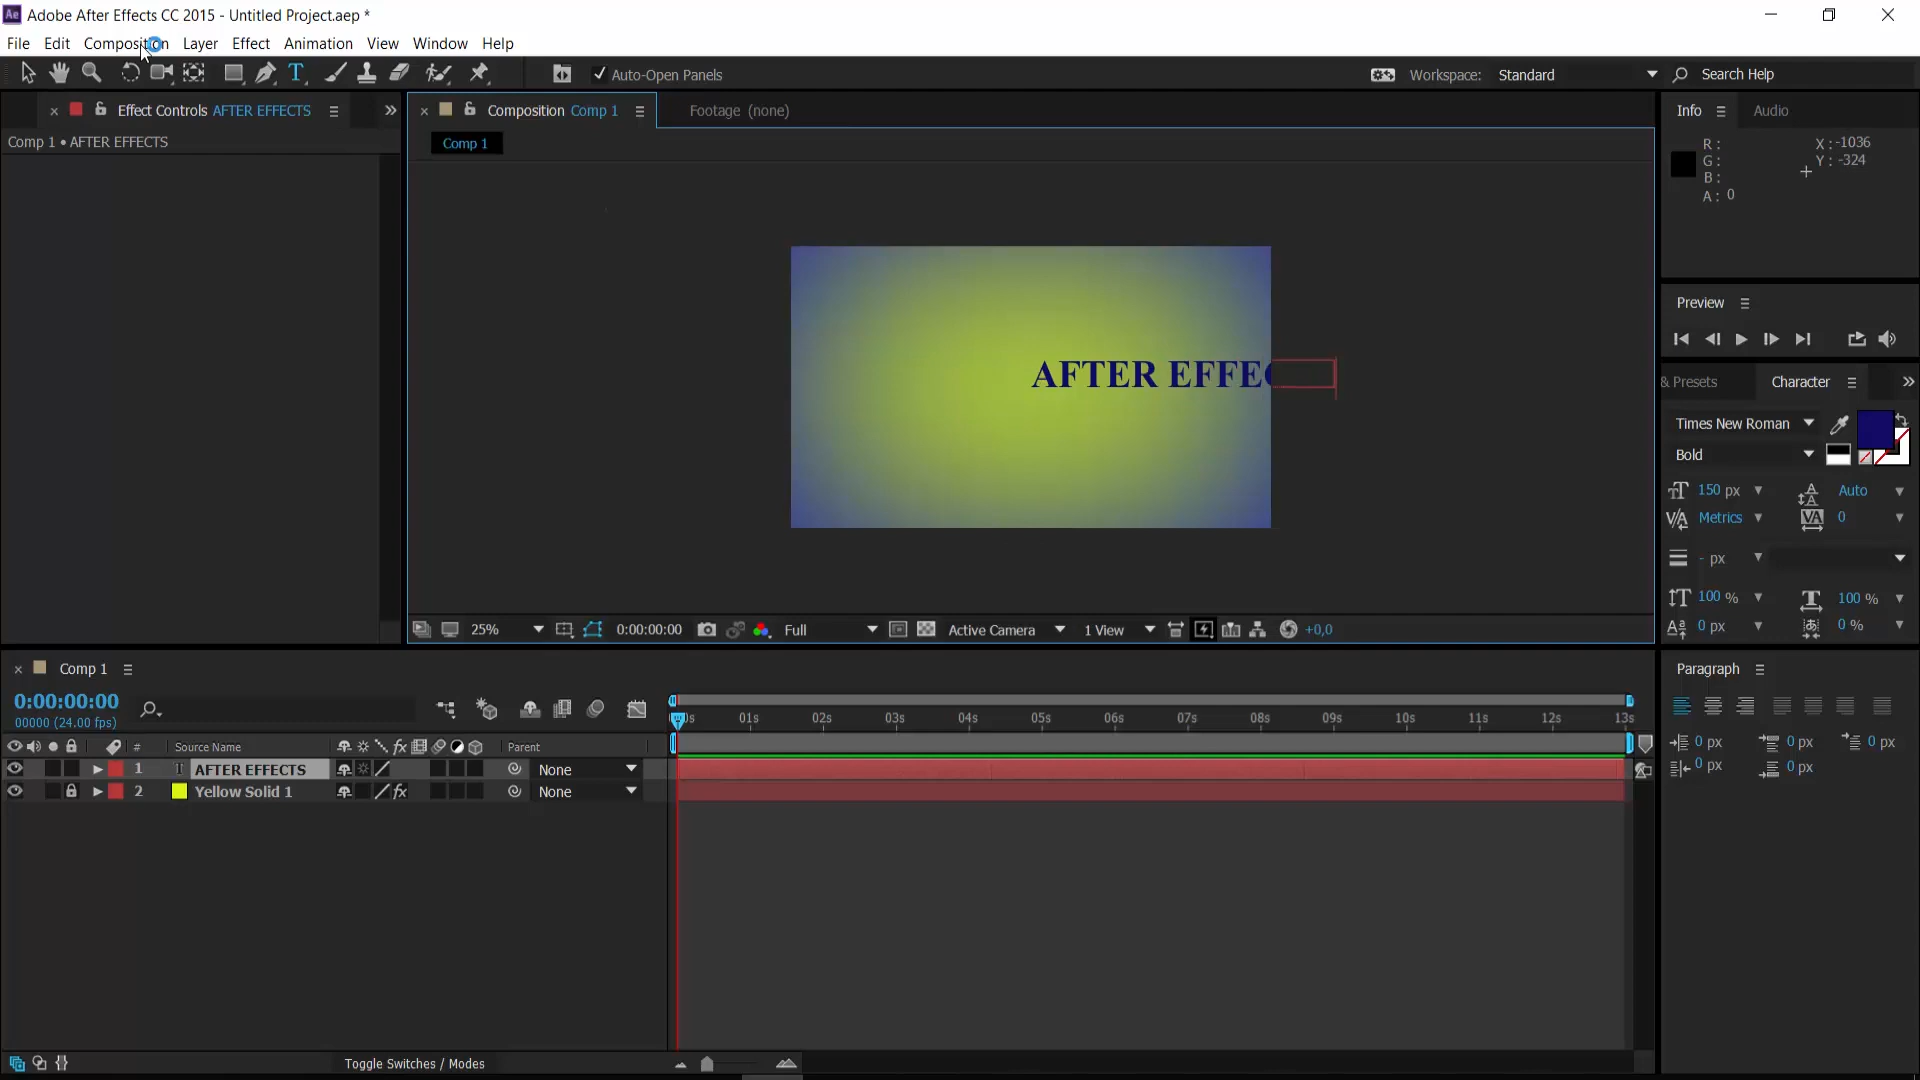 Adobe After Effects CC 2015 - Untitled Project.aep *
File Edit Composition Layer Effect Animation View Window Help
Auto-Open Panels
Workspace: Standard
Search Help
Effect Controls AFTER EFFECTS
Comp 1 • AFTER EFFECTS
Composition Comp 1
Footage (none)
Comp 1
AFTER EFFE
25%
0:00:00:00
Full
Active Camera
1 View
+0,0
Info
Audio
R :
G :
B :
A : 0
X : -1036
Y : -324
Preview
& Presets
Character
Times New Roman
Bold
150 px
Auto
Metrics
0
- px
100 %
100 %
0 px
0 %
Paragraph
0 px
0 px
0 px
0 px
0 px
Comp 1
0:00:00:00
00000 (24.00 fps)
01s 02s 03s 04s 05s 06s 07s 08s 09s 10s 11s 12s 13s
# Source Name Parent
1 T AFTER EFFECTS None
2 Yellow Solid 1 fx None
Toggle Switches / Modes